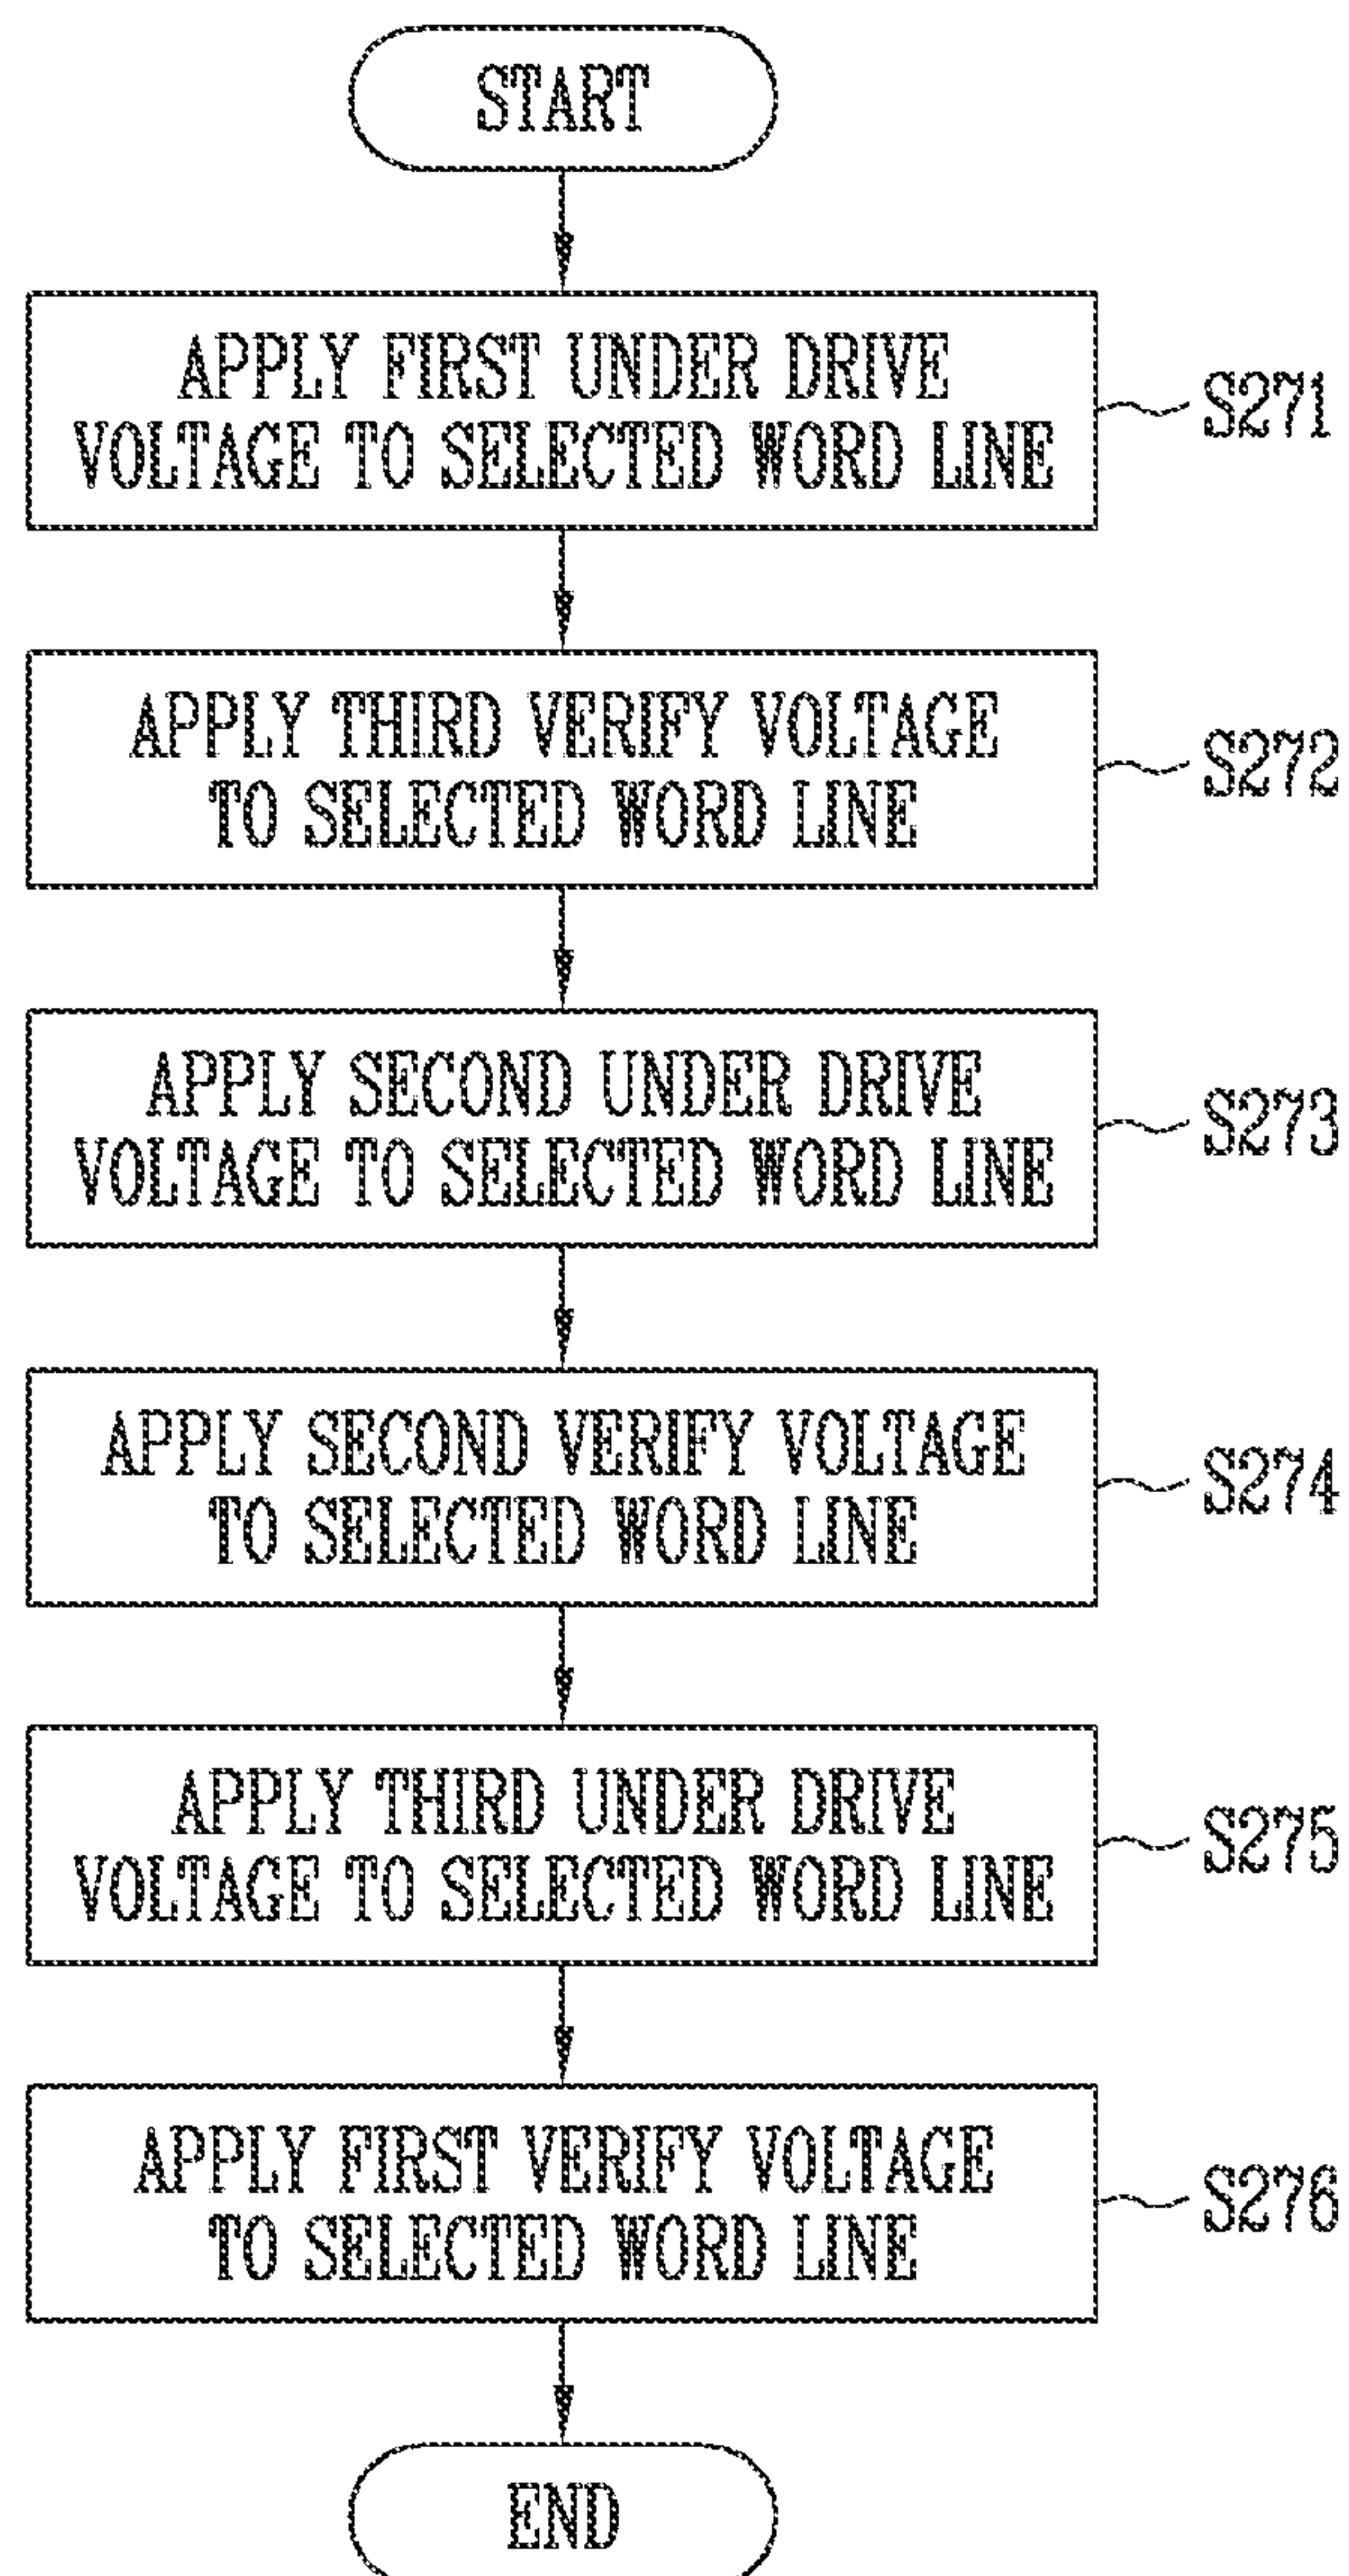 START
APPLY FIRST UNDER DRIVE
VOLTAGE TO SELECTED WORD LINE
S271
APPLY THIRD VERIFY VOLTAGE
TO SELECTED WORD LINE
S272
APPLY SECOND UNDER DRIVE
VOLTAGE TO SELECTED WORD LINE
S273
APPLY SECOND VERIFY VOLTAGE
TO SELECTED WORD LINE
S274
APPLY THIRD UNDER DRIVE
VOLTAGE TO SELECTED WORD LINE
S275
APPLY FIRST VERIFY VOLTAGE
TO SELECTED WORD LINE
S276
END